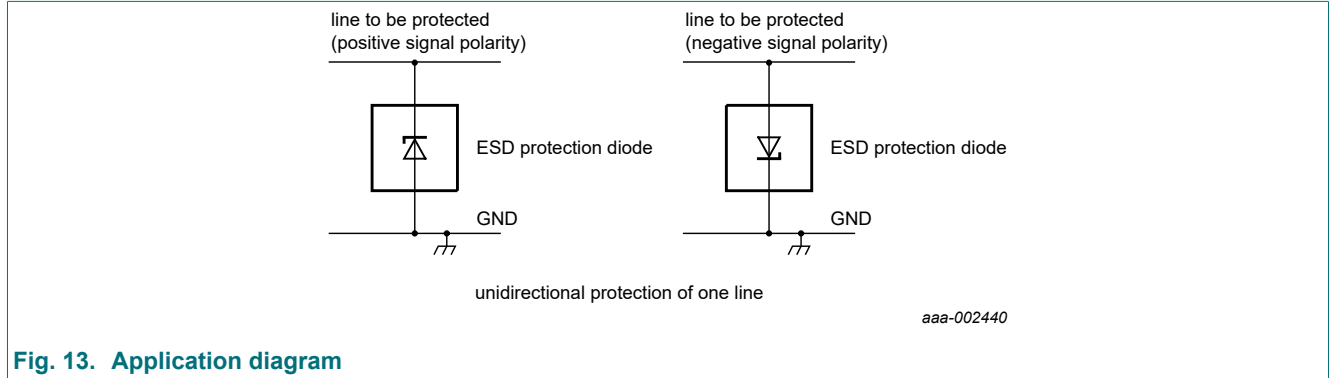 line to be protected
(positive signal polarity)
line to be protected
(negative signal polarity)
ESD protection diode
ESD protection diode
GND
GND
unidirectional protection of one line
aaa-002440
Fig. 13. Application diagram